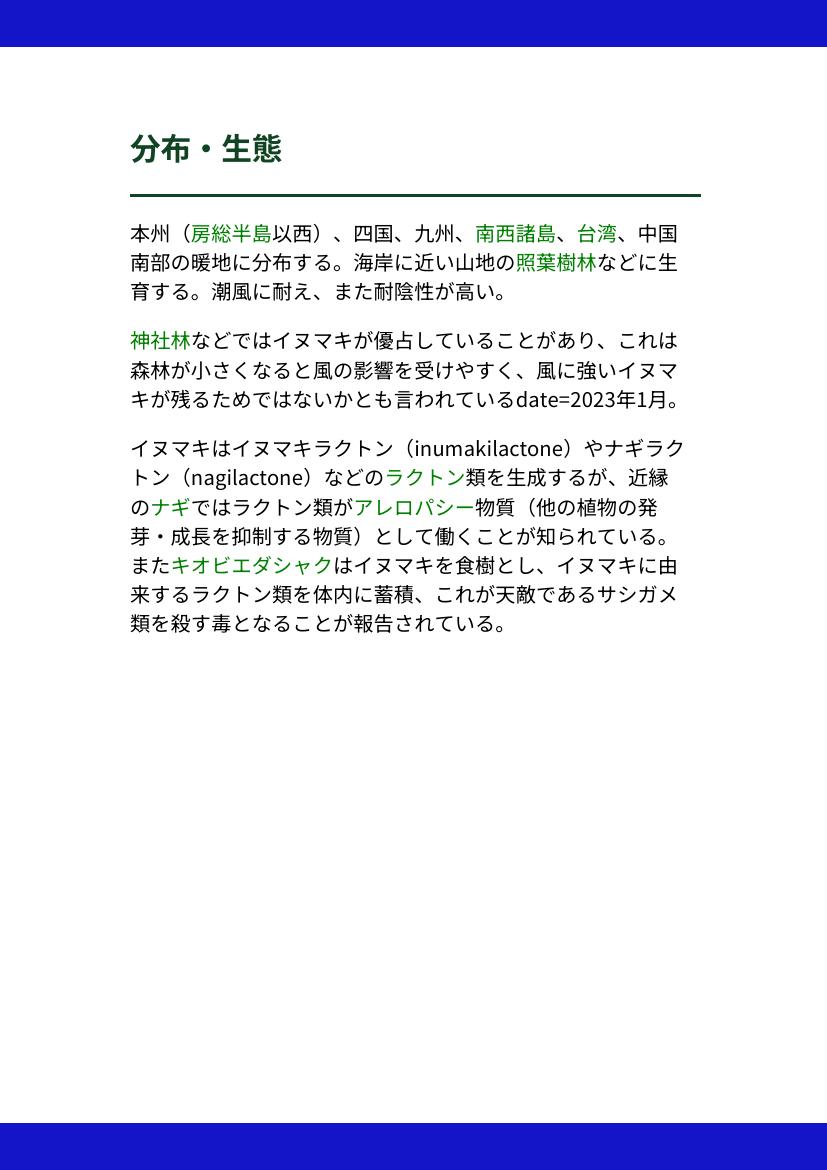 分布・生態
本州（房総半島以西）、四国、九州、南西諸島、台湾、中国
南部の暖地に分布する。海岸に近い山地の照葉樹林などに生
育する。潮風に耐え、また耐陰性が高い。
神社林などではイヌマキが優占していることがあり、これは
森林が小さくなると風の影響を受けやすく、風に強いイヌマ
キが残るためではないかとも言われているdate=2023年1月。
イヌマキはイヌマキラクトン（inumakilactone）やナギラク
トン（nagilactone）などのラクトン類を生成するが、近縁
のナギではラクトン類がアレロパシー物質（他の植物の発
芽・成長を抑制する物質）として働くことが知られている。
またキオビエダシャクはイヌマキを食樹とし、イヌマキに由
来するラクトン類を体内に蓄積、これが天敵であるサシガメ
類を殺す毒となることが報告されている。